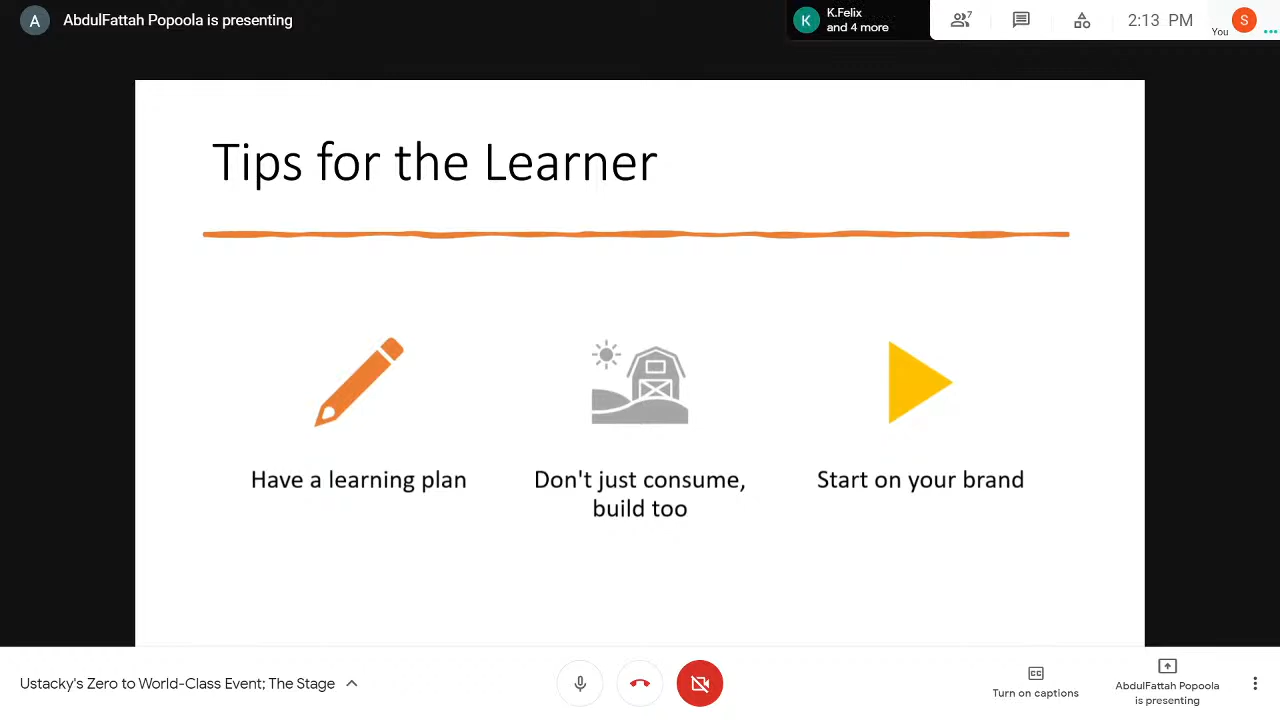 A AbdulFattah Popoola is presenting
K K.Felix
and 4 more
7
2:13 PM
You
S
Tips for the Learner
Have a learning plan
Don't just consume,
build too
Start on your brand
Ustacky's Zero to World-Class Event; The Stage
CC
Turn on captions
AbdulFattah Popoola
is presenting